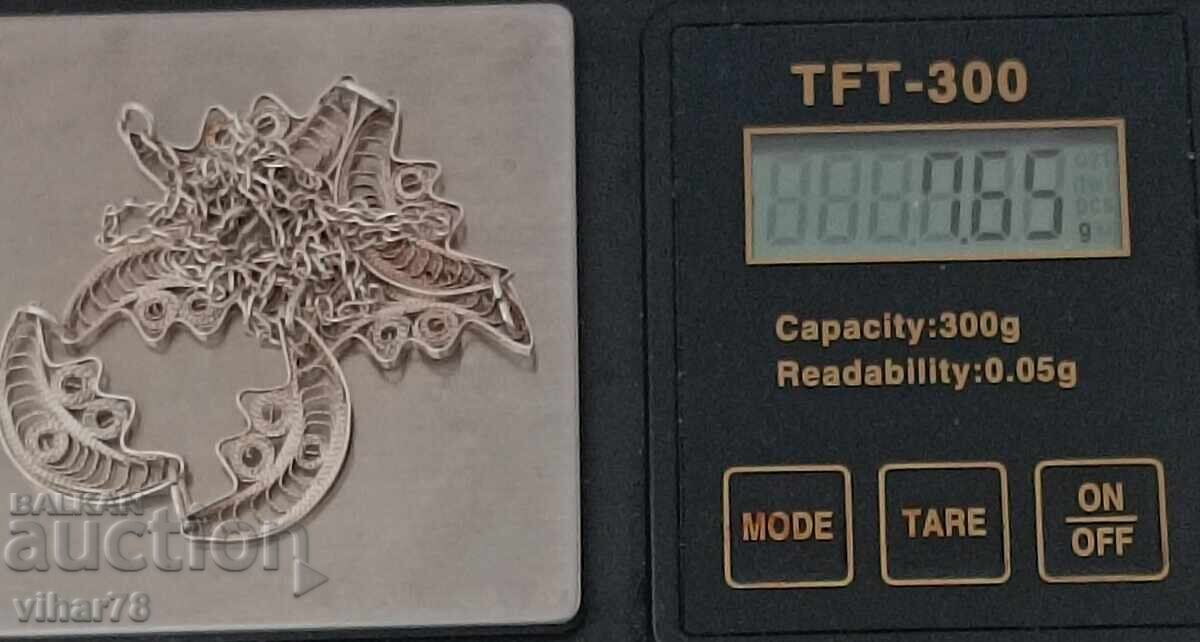 TFT-300
7.65
g
Capacity:300g
Readability:0.05g
MODE
TARE
ON
OFF
BALKAN
auction
vihar78